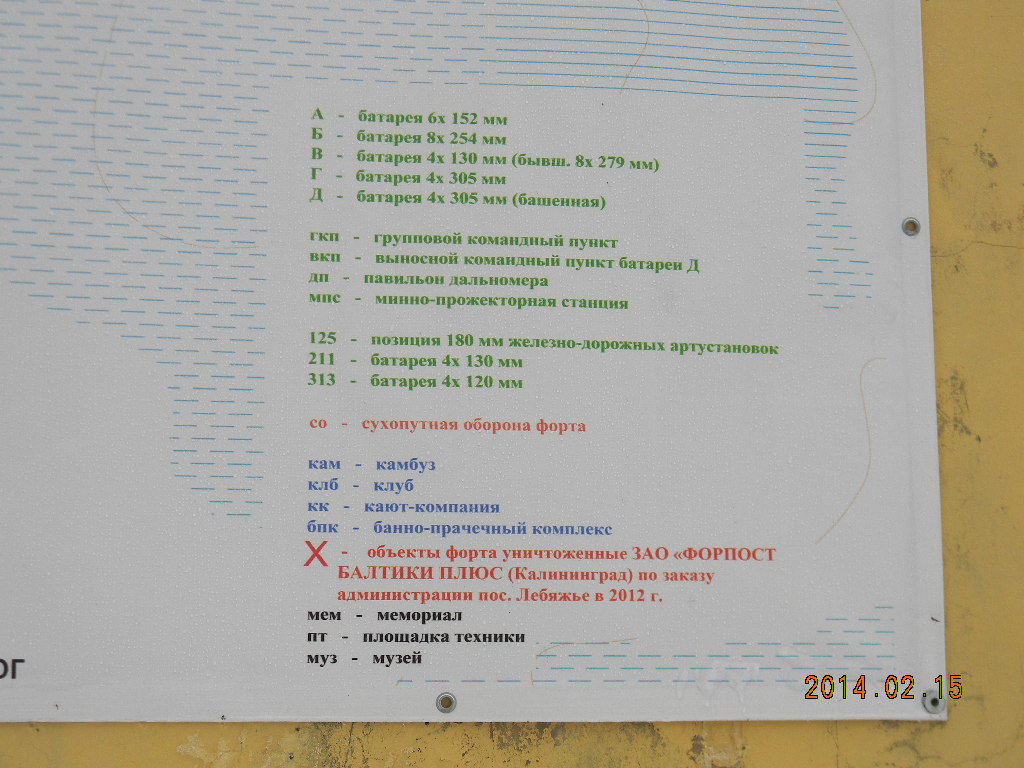 А - батарея 6х 152 мм
Б - батарея 8х 254 мм
В - батарея 4х 130 мм (бывш. 8х 279 мм)
Г - батарея 4х 305 мм
Д - батарея 4х 305 мм (башенная)
гкп - групповой командный пункт
вкп - выносной командный пункт батареи Д
дп - павильон дальномера
мпс - минно-прожекторная станция
125 - позиция 180 мм железно-дорожных артустановок
211 - батарея 4х 130 мм
313 - батарея 4х 120 мм
со - сухопутная оборона форта
кам - камбуз
клб - клуб
кк - кают-компания
бпк - банно-прачечный комплекс
Х - объекты форта уничтоженные ЗАО «ФОРПОСТ
БАЛТИКИ ПЛЮС (Калининград) по заказу
администрации пос. Лебяжье в 2012 г.
мем - мемориал
пт - площадка техники
муз - музей
ог
2014.02.15